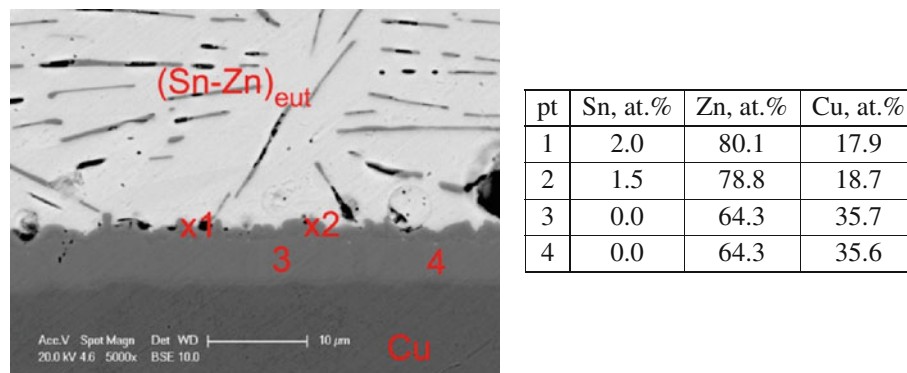 (Sn-Zn)eut
x1 x2
3 4
Acc.V Spot Magn Det WD 10 µm
20.0 kV 4.6 5000x BSE 10.0
Cu
pt Sn, at.% Zn, at.% Cu, at.%
1 2.0 80.1 17.9
2 1.5 78.8 18.7
3 0.0 64.3 35.7
4 0.0 64.3 35.6